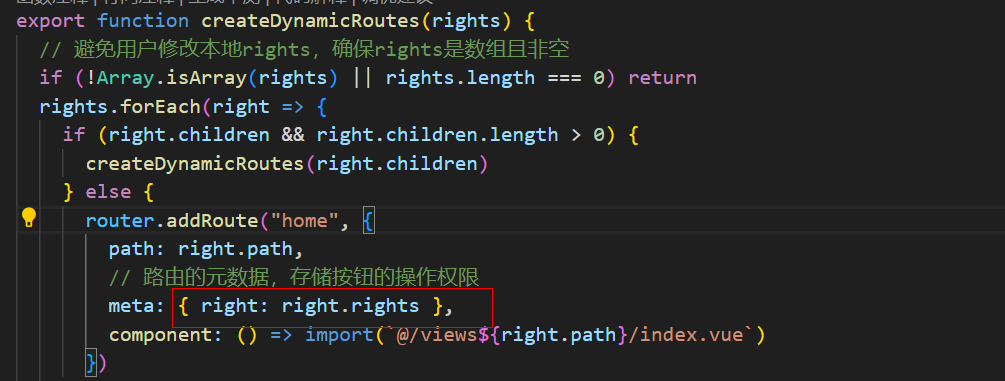 export function createDynamicRoutes(rights) {
// 避免用户修改本地rights，确保rights是数组且非空
if (!Array.isArray(rights) || rights.length === 0) return
rights.forEach(right => {
if (right.children && right.children.length > 0) {
createDynamicRoutes(right.children)
} else {
router.addRoute("home", {
path: right.path,
// 路由的元数据，存储按钮的操作权限
meta: { right: right.rights },
component: () => import(`@/views${right.path}/index.vue`)
})